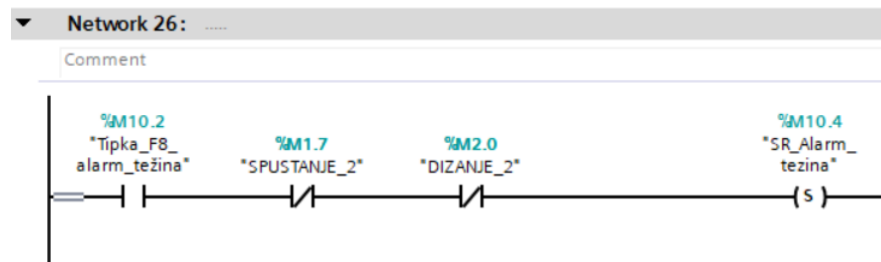 Network 26: .....
Comment
%M10.2
"Tipka_F8_
alarm_težina"
%M1.7
"SPUSTANJE_2"
%M2.0
"DIZANJE_2"
%M10.4
"SR_Alarm_
tezina"
S